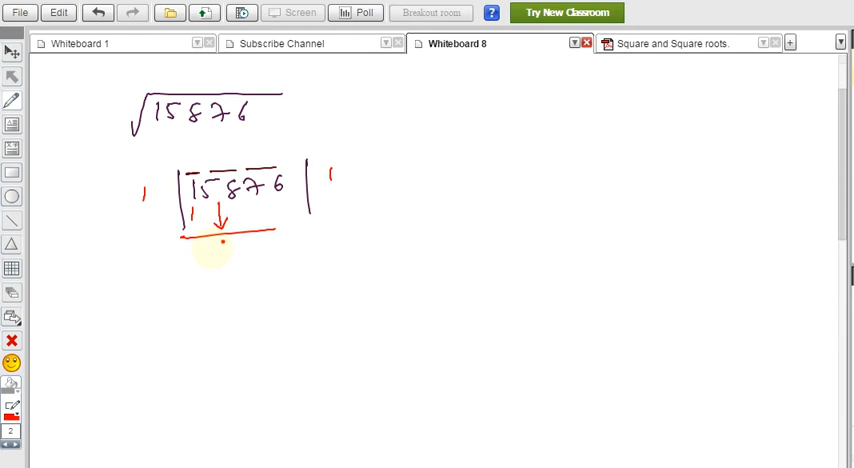 File Edit Screen Poll Breakout room ? Try New Classroom
Whiteboard 1 Subscribe Channel Whiteboard 8 Square and Square roots. +
√15876
1 15876 1
1
2